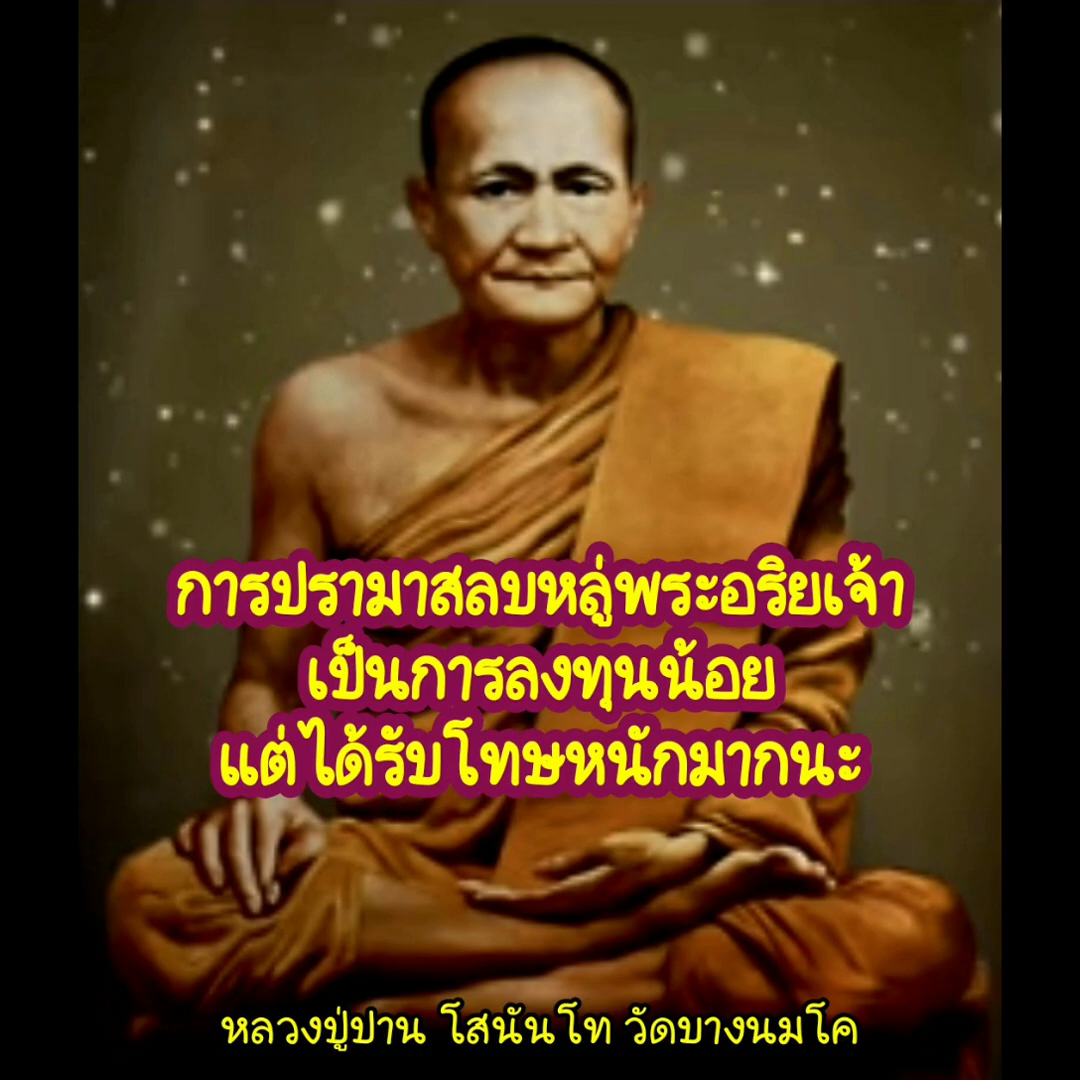 การปรามาสลบหลู่พระอริยเจ้า
เป็นการลงทุนน้อย
แต่ได้รับโทษหนักมากนะ
หลวงปู่ปาน โสนันโท วัดบางนมโค